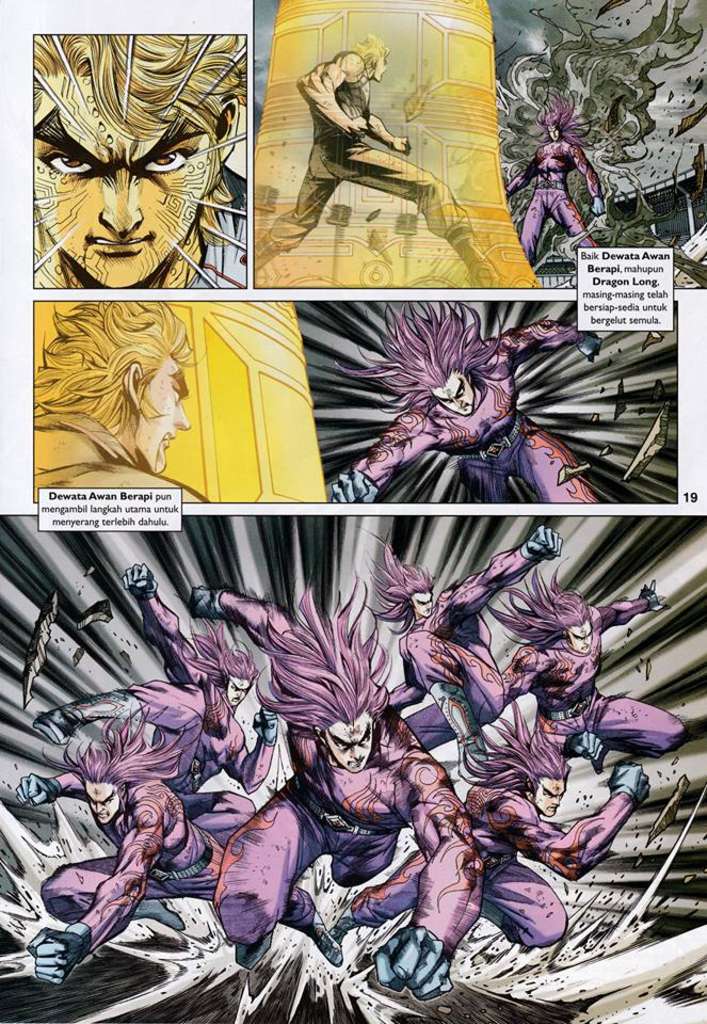 Baik Dewata Awan
Berapi, mahupun
Dragon Long,
masing-masing telah
bersiap-sedia untuk
bergelut semula.
Dewata Awan Berapi pun
mengambil langkah utama untuk
menyerang terlebih dahulu.
19